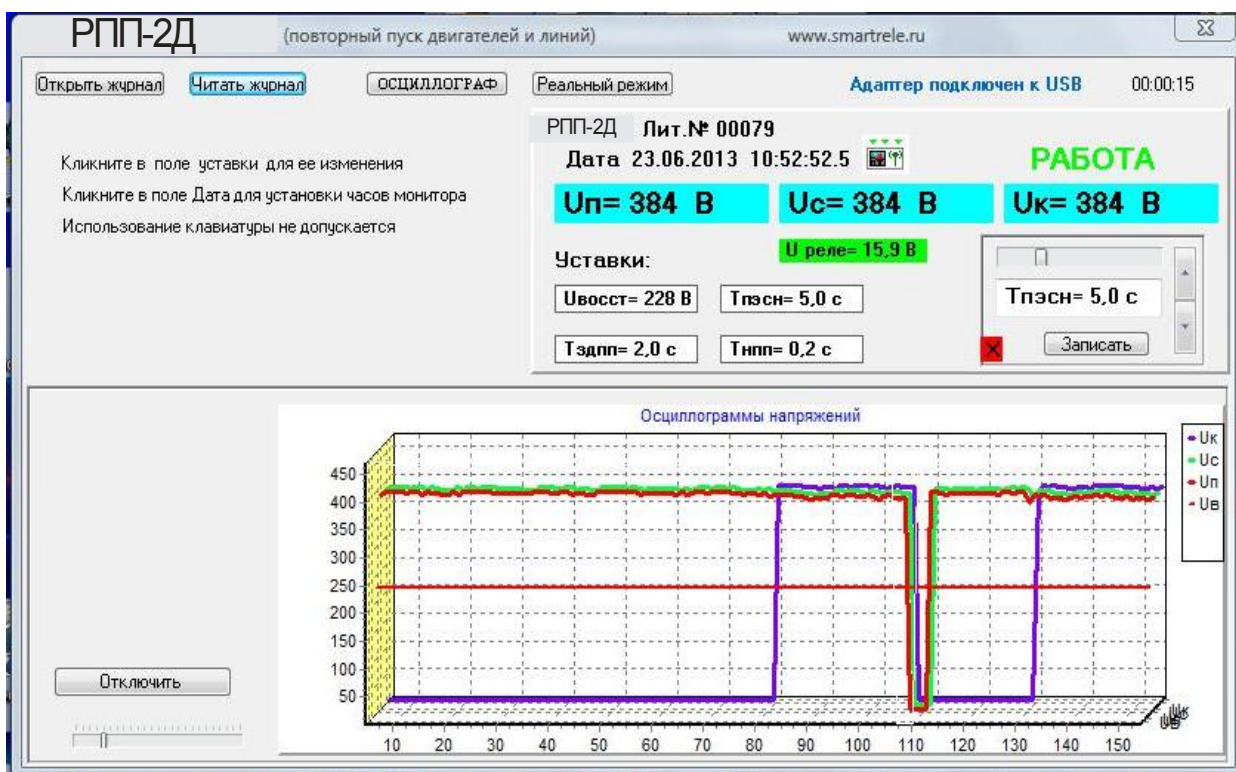 РПП-2Д (повторный пуск двигателей и линий) www.smartrele.ru
Открыть журнал Читать журнал ОСЦИЛЛОГРАФ Реальный режим Адаптер подключен к USB 00:00:15
РПП-2Д Лит.№ 00079
Дата 23.06.2013 10:52:52.5 РАБОТА
Кликните в поле уставки для ее изменения
Кликните в поле Дата для установки часов монитора
Использование клавиатуры не допускается
Uп= 384 В Uс= 384 В Uк= 384 В
Уставки: U реле= 15,9 В
Uвосст= 228 В Тпэсн= 5,0 с Тпэсн= 5,0 с
Тздпп= 2,0 с Тнпп= 0,2 с Записать
Осциллограммы напряжений
Uк
Uс
Uп
Uв
450
400
350
300
250
200
150
100
50
Отключить
10 20 30 40 50 60 70 80 90 100 110 120 130 140 150